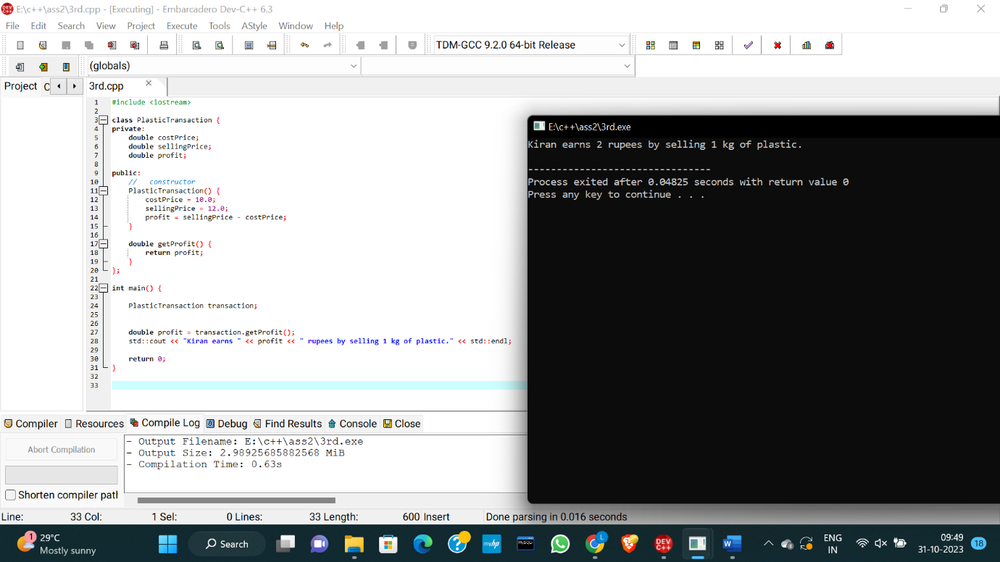 E:\c++\ass2\3rd.cpp - [Executing] - Embarcadero Dev-C++ 6.3
File Edit Search View Project Execute Tools AStyle Window Help
TDM-GCC 9.2.0 64-bit Release
(globals)
Project C
3rd.cpp
1 #include <iostream>
2
3 class PlasticTransaction {
4 private:
5 double costPrice;
6 double sellingPrice;
7 double profit;
8
9 public:
10 // constructor
11 PlasticTransaction() {
12 costPrice = 10.0;
13 sellingPrice = 12.0;
14 profit = sellingPrice - costPrice;
15 }
16
17 double getProfit() {
18 return profit;
19 }
20 };
21
22 int main() {
23
24 PlasticTransaction transaction;
25
26
27 double profit = transaction.getProfit();
28 std::cout << "Kiran earns " << profit << " rupees by selling 1 kg of plastic." << std::endl;
29
30 return 0;
31 }
32
33
E:\c++\ass2\3rd.exe
Kiran earns 2 rupees by selling 1 kg of plastic.
--------------------------------
Process exited after 0.04825 seconds with return value 0
Press any key to continue . . .
Compiler Resources Compile Log Debug Find Results Console Close
Abort Compilation
Shorten compiler patl
- Output Filename: E:\c++\ass2\3rd.exe
- Output Size: 2.98925685882568 MiB
- Compilation Time: 0.63s
Line: 33 Col: 1 Sel: 0 Lines: 33 Length: 600 Insert Done parsing in 0.016 seconds
1
29°C
Mostly sunny
Search
myhp
MySQL
L
DEV
C++
W
ENG
IN
09:49
31-10-2023
18